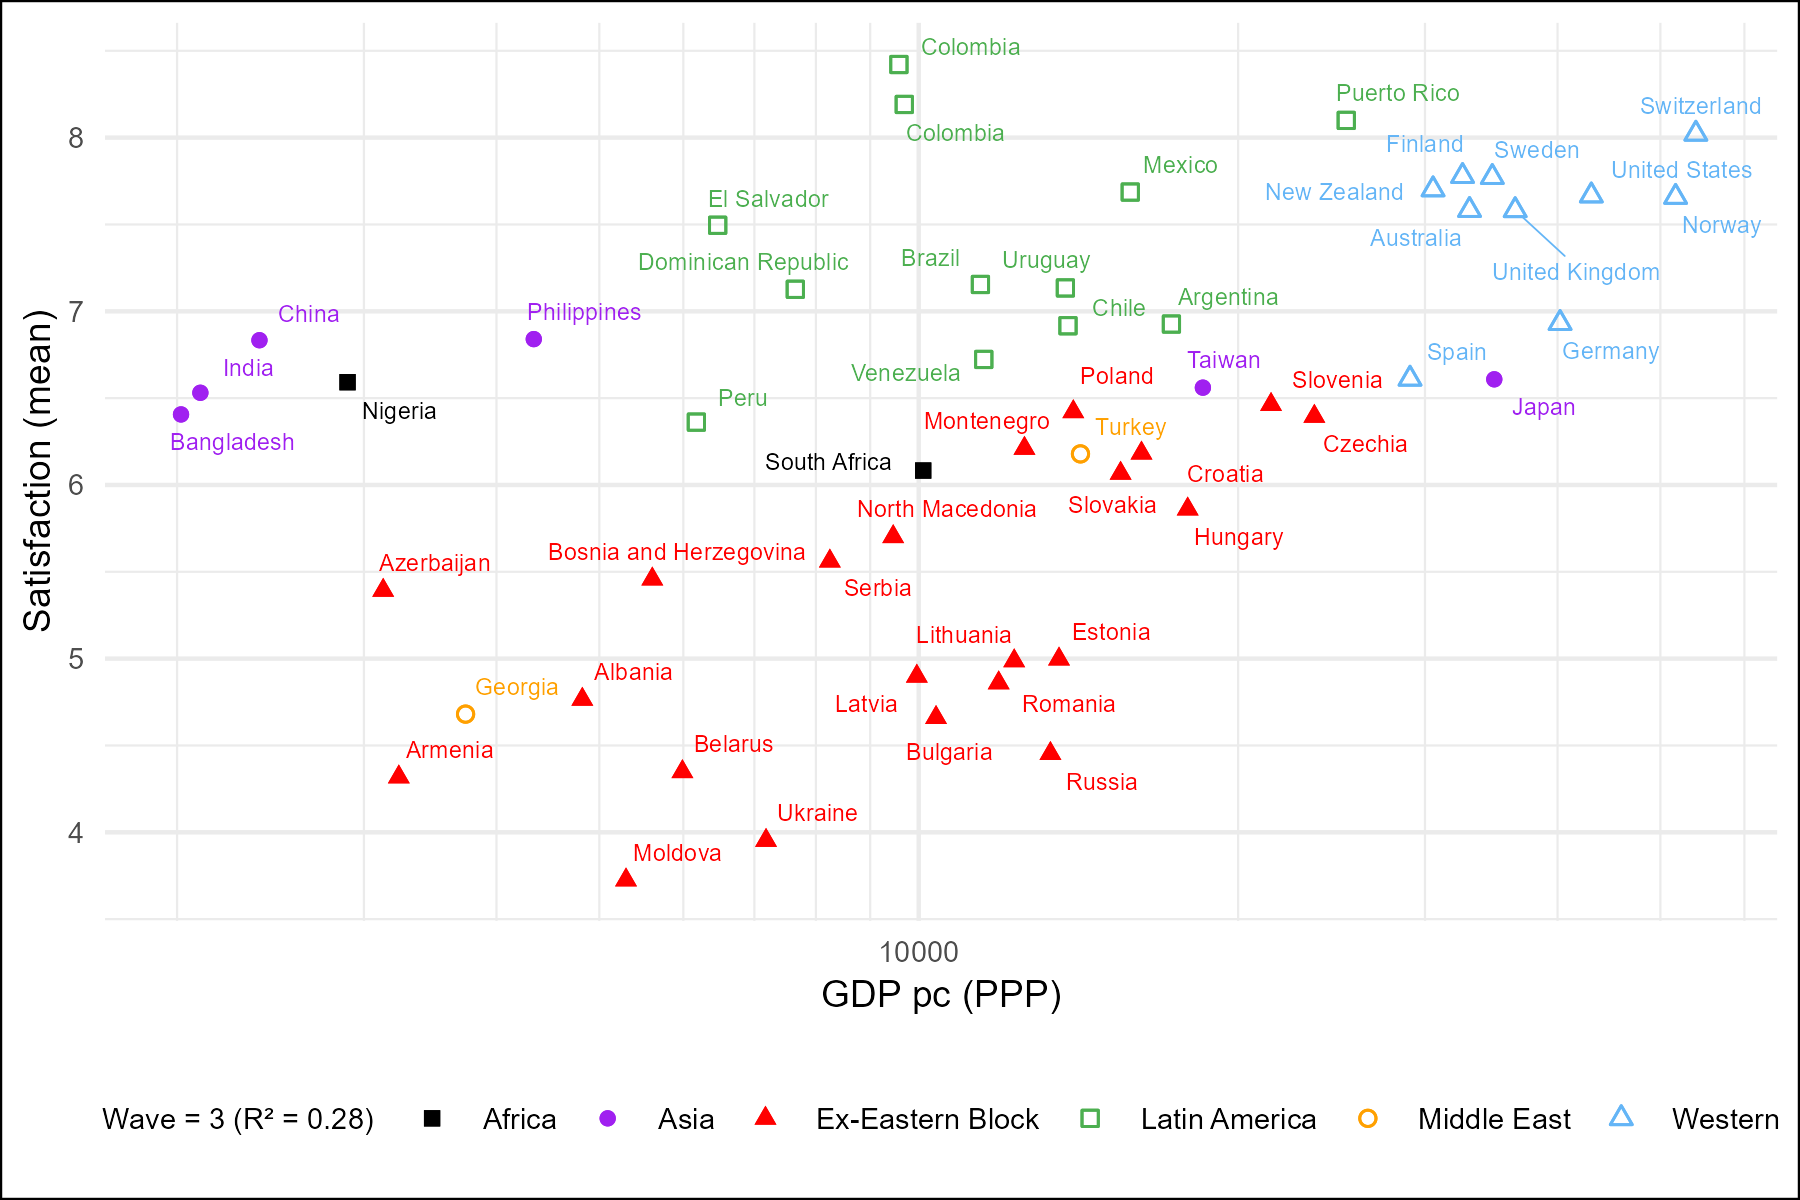 Colombia
Puerto Rico
Switzerland
8
Colombia
Finland
Sweden
Mexico
United States
New Zealand
El Salvador
Norway
Australia
Dominican Republic
Brazil
Uruguay
United Kingdom
7
China
Philippines
Chile
Argentina
India
Venezuela
Taiwan
Spain
Germany
Poland
Slovenia
Nigeria
Peru
Japan
Bangladesh
Montenegro
Turkey
Czechia
6
South Africa
Croatia
North Macedonia
Slovakia
Hungary
Azerbaijan
Bosnia and Herzegovina
Serbia
5
Lithuania
Estonia
Georgia
Albania
Latvia
Romania
Armenia
Belarus
Bulgaria
Russia
4
Ukraine
Moldova
Satisfaction (mean)
10000
GDP pc (PPP)
Wave = 3 (R² = 0.28) Africa Asia Ex-Eastern Block Latin America Middle East Western